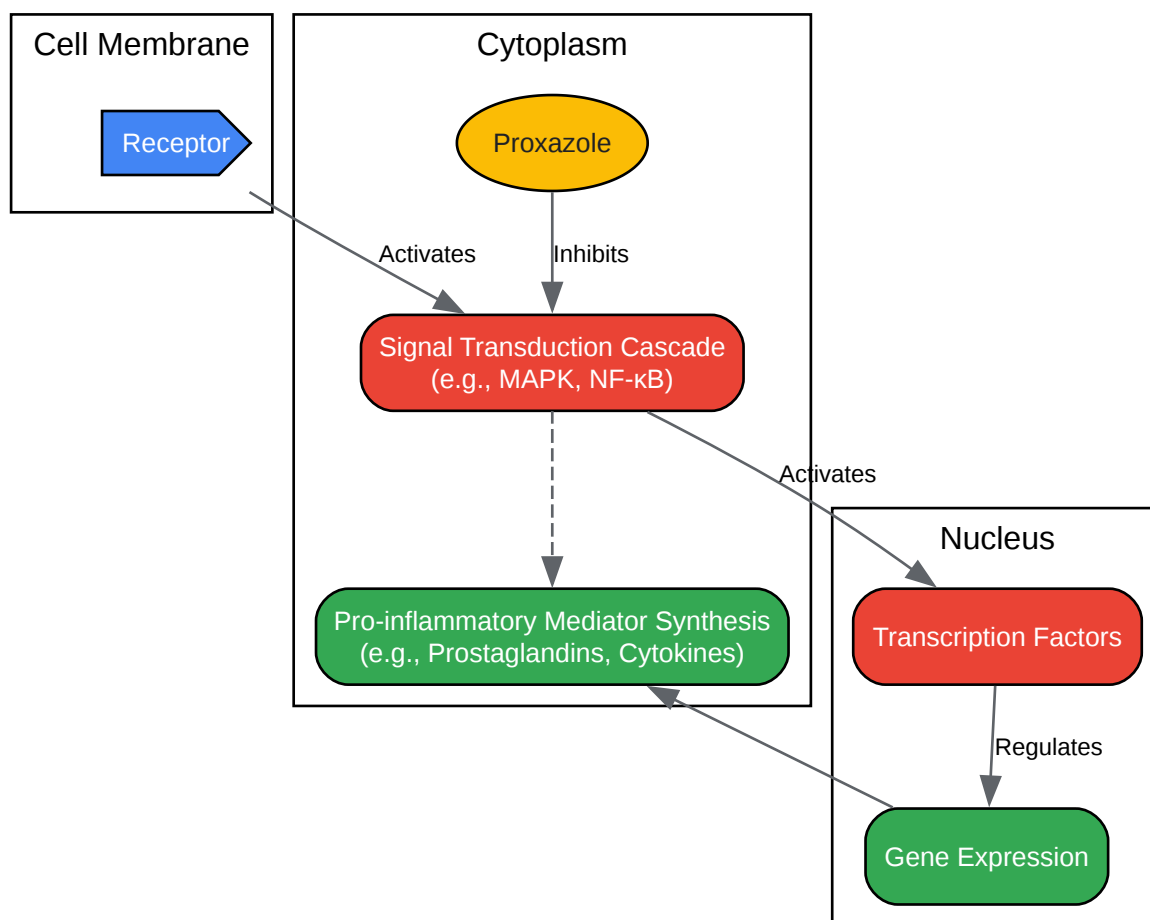 Cell Membrane
Receptor
Cytoplasm
Proxazole
Activates
Inhibits
Signal Transduction Cascade
(e.g., MAPK, NF-κB)
Activates
Pro-inflammatory Mediator Synthesis
(e.g., Prostaglandins, Cytokines)
Nucleus
Transcription Factors
Regulates
Gene Expression